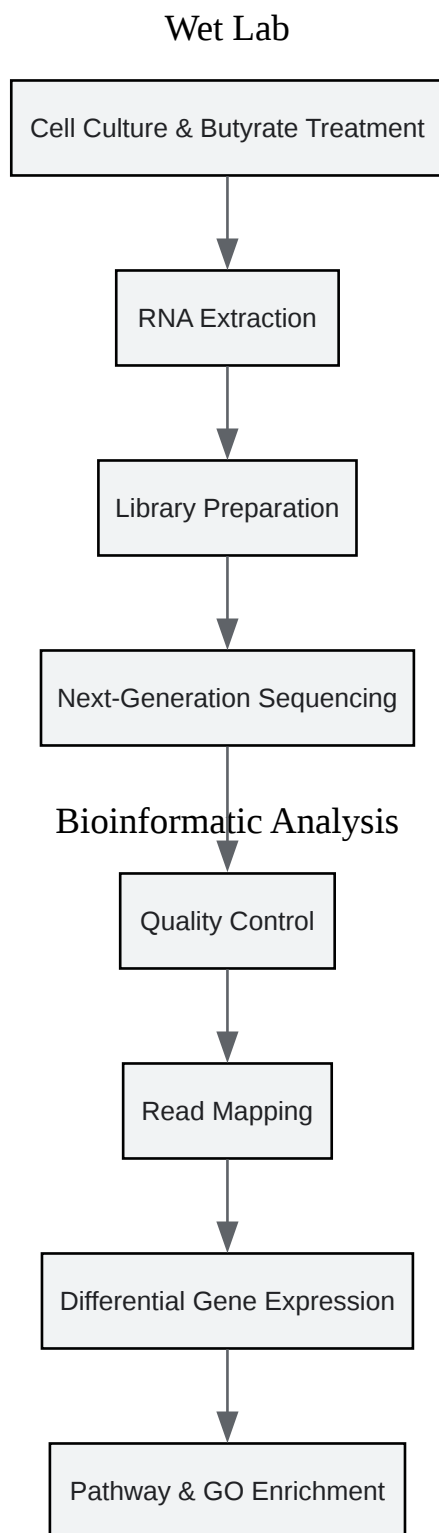 Wet Lab
Cell Culture & Butyrate Treatment
RNA Extraction
Library Preparation
Next-Generation Sequencing
Bioinformatic Analysis
Quality Control
Read Mapping
Differential Gene Expression
Pathway & GO Enrichment